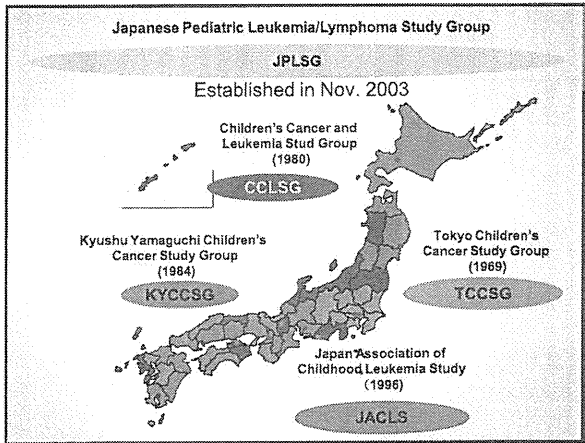 Japanese Pediatric Leukemia/Lymphoma Study Group
JPLSG
Established in Nov. 2003
Children's Cancer and
Leukemia Stud Group
(1980)
CCLSG
Kyushu Yamaguchi Children's
Cancer Study Group
(1984)
KYCCSG
Tokyo Children's
Cancer Study Group
(1969)
TCCSG
Japan Association of
Childhood Leukemia Study
(1996)
JACLS